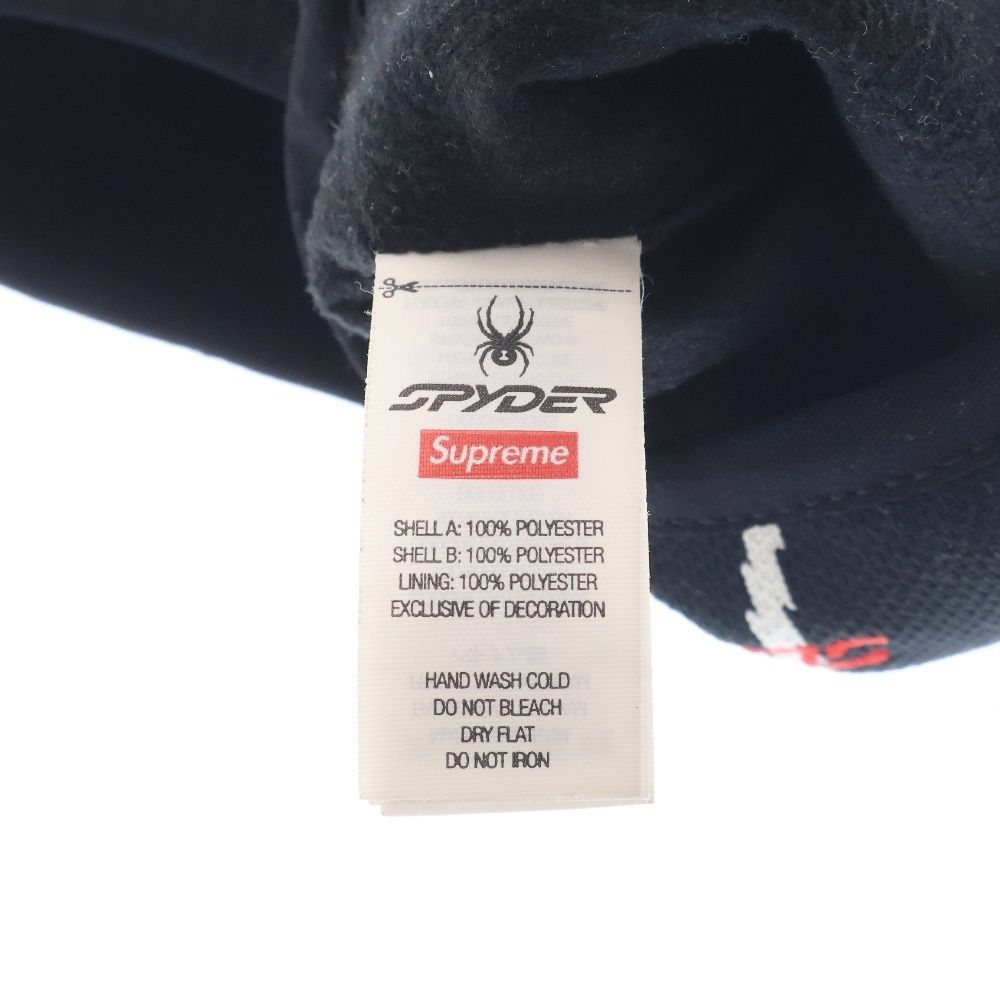 SPYDER
Supreme
SHELL A: 100% POLYESTER
SHELL B: 100% POLYESTER
LINING: 100% POLYESTER
EXCLUSIVE OF DECORATION
HAND WASH COLD
DO NOT BLEACH
DRY FLAT
DO NOT IRON